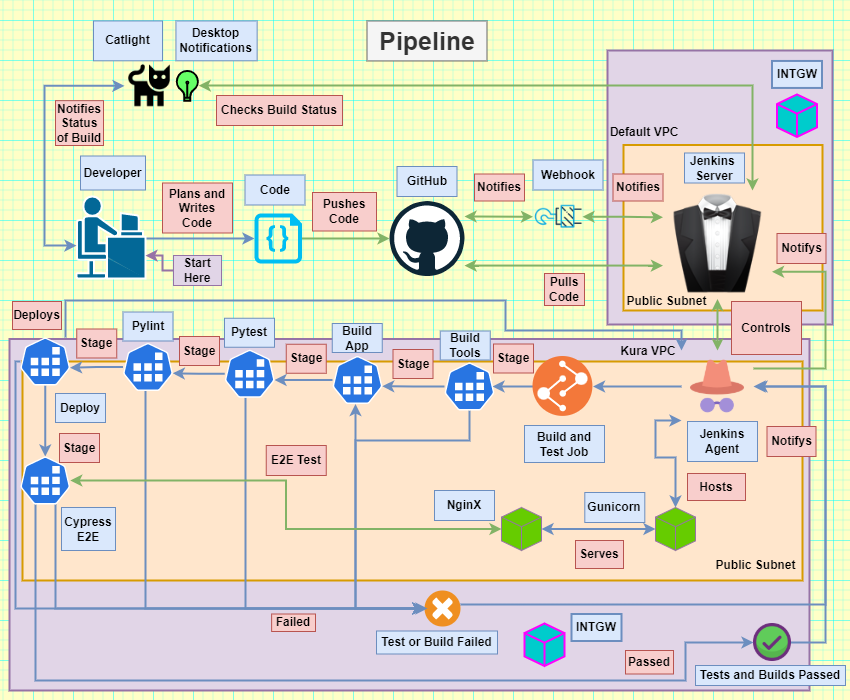 Catlight
Desktop
Notifications
Pipeline
INTGW
Notifies
Status
of Build
Checks Build Status
Default VPC
Developer
Plans and
Writes
Code
Code
Pushes
Code
GitHub
Notifies
Webhook
Notifies
Jenkins
Server
Start
Here
Pulls
Code
Notifys
Public Subnet
Deploys
Pylint
Pytest
Build
App
Build
Tools
Stage
Stage
Stage
Stage
Stage
Kura VPC
Controls
Deploy
Stage
E2E Test
Build and
Test Job
Jenkins
Agent
Notifys
Cypress
E2E
NginX
Gunicorn
Hosts
Serves
Public Subnet
Failed
Test or Build Failed
INTGW
Passed
Tests and Builds Passed